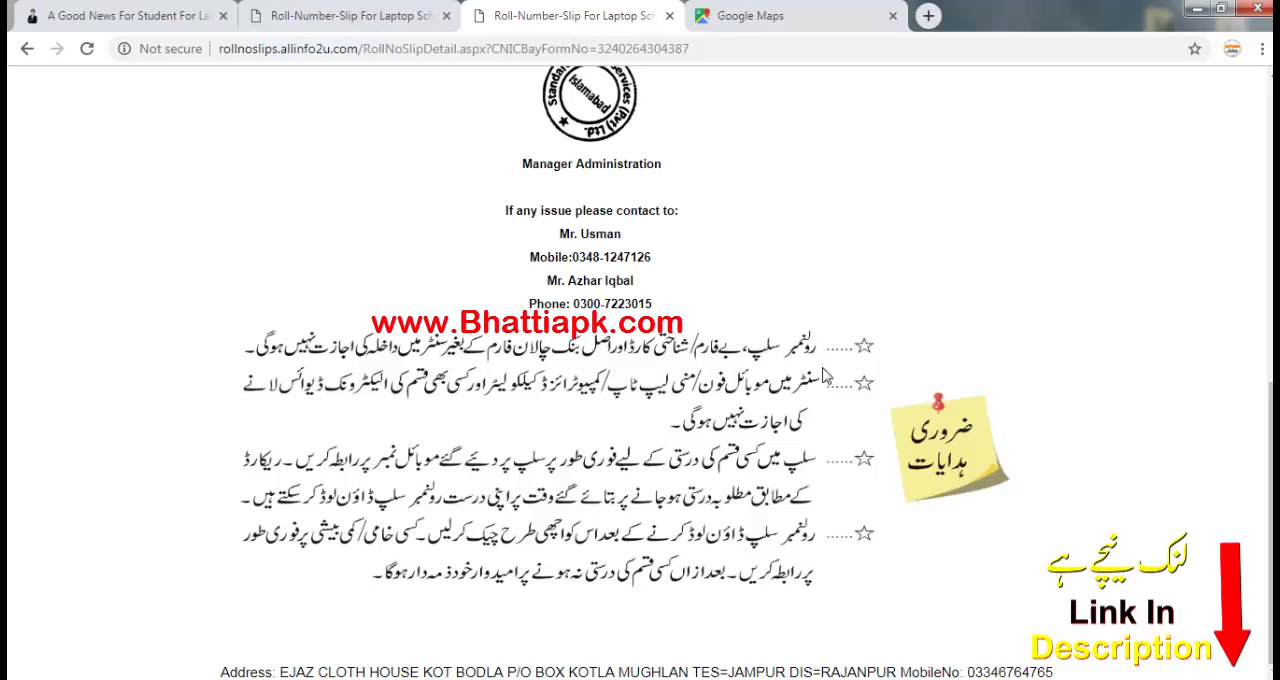 A Good News For Student For La
Roll-Number-Slip For Laptop Sch
Roll-Number-Slip For Laptop Sch
Google Maps
Not secure | rollnoslips.allinfo2u.com/RollNoSlipDetail.aspx?CNICBayFormNo=3240264304387
Standard Services (Pvt) Ltd.
Islamabad
Manager Administration
If any issue please contact to:
Mr. Usman
Mobile:0348-1247126
Mr. Azhar Iqbal
Phone: 0300-7223015
www.Bhattiapk.com
☆...... رولنمبر سلپ، بے فارم/شناختی کارڈ اور اصل بنک چالان فارم کے بغیر سنٹر میں داخلہ کی اجازت نہیں ہوگی۔
☆...... سنٹر میں موبائل فون/منی لیپ ٹاپ/کمپیوٹرائزڈ کیلکولیٹر اور کسی بھی قسم کی الیکٹرونک ڈیوائس لانے
کی اجازت نہیں ہوگی۔
ضروری
ہدایات
☆...... سلپ میں کسی قسم کی درستی کے لیے فوری طور پر سلپ پر دیئے گئے موبائل نمبر پر رابطہ کریں۔ ریکارڈ
کے مطابق مطلوبہ درستی ہو جانے پر بتائے گئے وقت پر اپنی درست رولنمبر سلپ ڈاؤن لوڈ کر سکتے ہیں۔
☆...... رولنمبر سلپ ڈاؤن لوڈ کرنے کے بعد اس کو اچھی طرح چیک کر لیں۔ کسی خامی/کمی بیشی پر فوری طور
پر رابطہ کریں۔ بعد ازاں کسی قسم کی درستی نہ ہونے پر امیدوار خود ذمہ دار ہوگا۔
لنک نیچے ہے
Link In
Description
Address: EJAZ CLOTH HOUSE KOT BODLA P/O BOX KOTLA MUGHLAN TES=JAMPUR DIS=RAJANPUR MobileNo: 03346764765